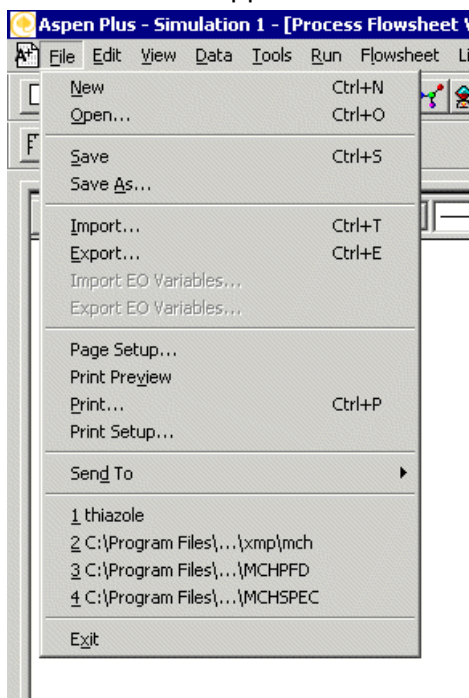 Aspen Plus - Simulation 1 - [Process Flowsheet
File Edit View Data Tools Run Flowsheet Li
New Ctrl+N
Open... Ctrl+O
Save Ctrl+S
Save As...
Import... Ctrl+T
Export... Ctrl+E
Import EO Variables...
Export EO Variables...
Page Setup...
Print Preview
Print... Ctrl+P
Print Setup...
Send To
1 thiazole
2 C:\Program Files\...\xmp\mch
3 C:\Program Files\...\MCHPFD
4 C:\Program Files\...\MCHSPEC
Exit